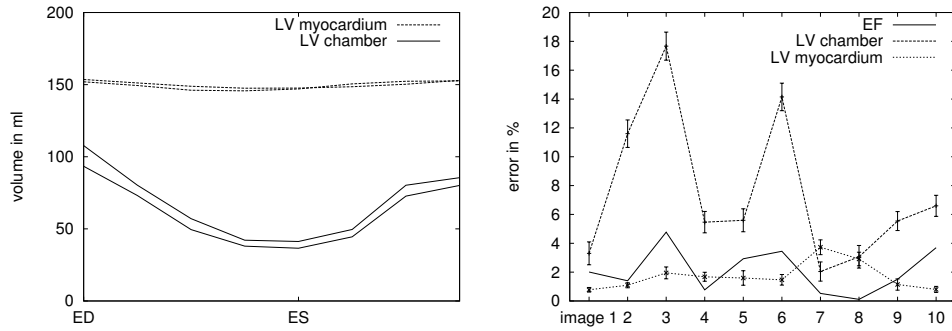 200
150
100
50
0
volume in ml
LV myocardium
LV chamber
ED
ES
20
18
16
14
12
10
8
6
4
2
0
error in %
EF
LV chamber
LV myocardium
image 1 2 3 4 5 6 7 8 9 10